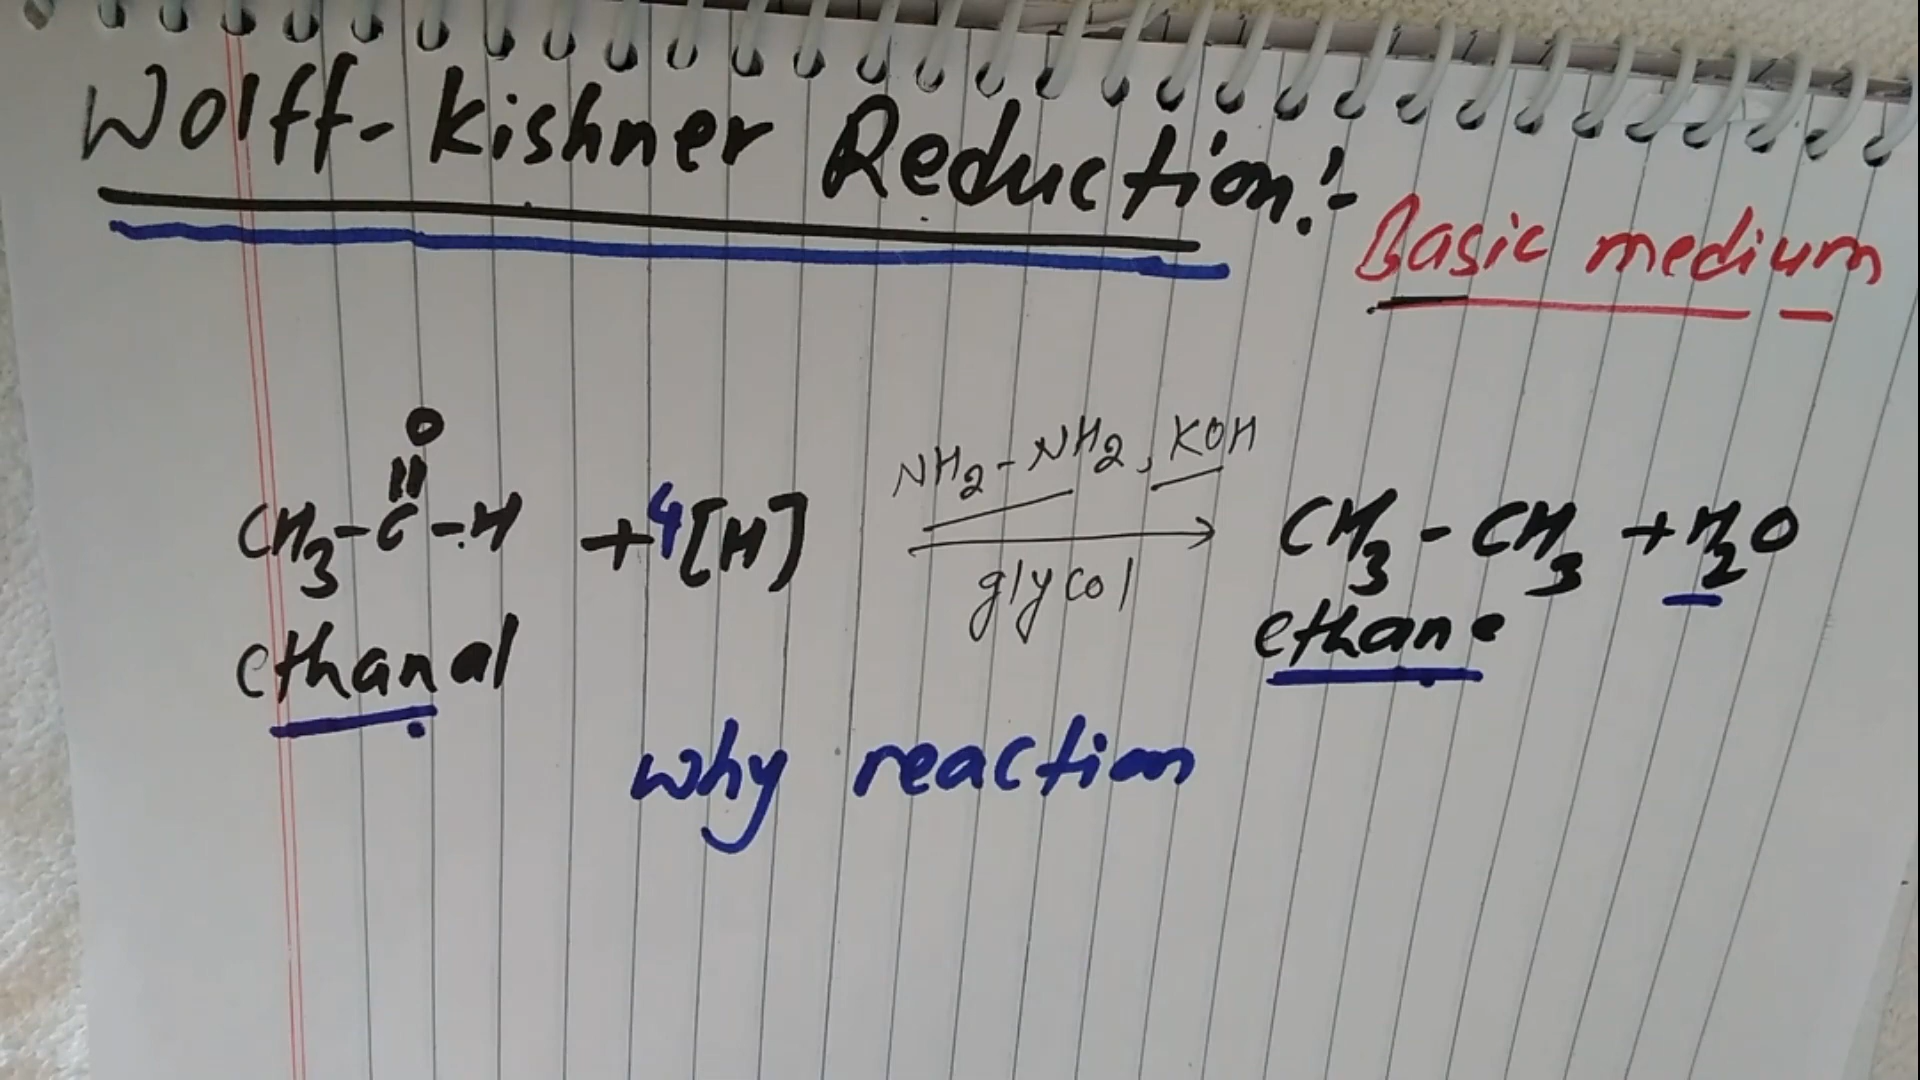 Wolff-Kishner Reduction:-
Basic medium
O
||
CH3-C-H +4[H] NH2-NH2, KOH CH3-CH3 + H2O
glycol
ethanal ethane
why reaction